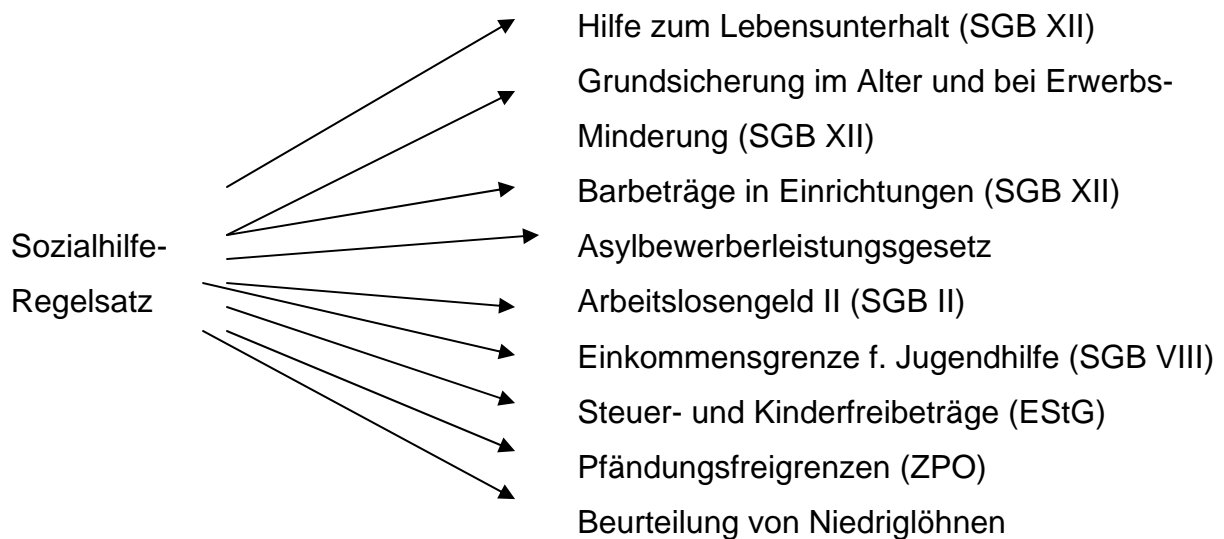 Sozialhilfe-
Regelsatz
Hilfe zum Lebensunterhalt (SGB XII)
Grundsicherung im Alter und bei Erwerbs-
Minderung (SGB XII)
Barbeträge in Einrichtungen (SGB XII)
Asylbewerberleistungsgesetz
Arbeitslosengeld II (SGB II)
Einkommensgrenze f. Jugendhilfe (SGB VIII)
Steuer- und Kinderfreibeträge (EStG)
Pfändungsfreigrenzen (ZPO)
Beurteilung von Niedriglöhnen